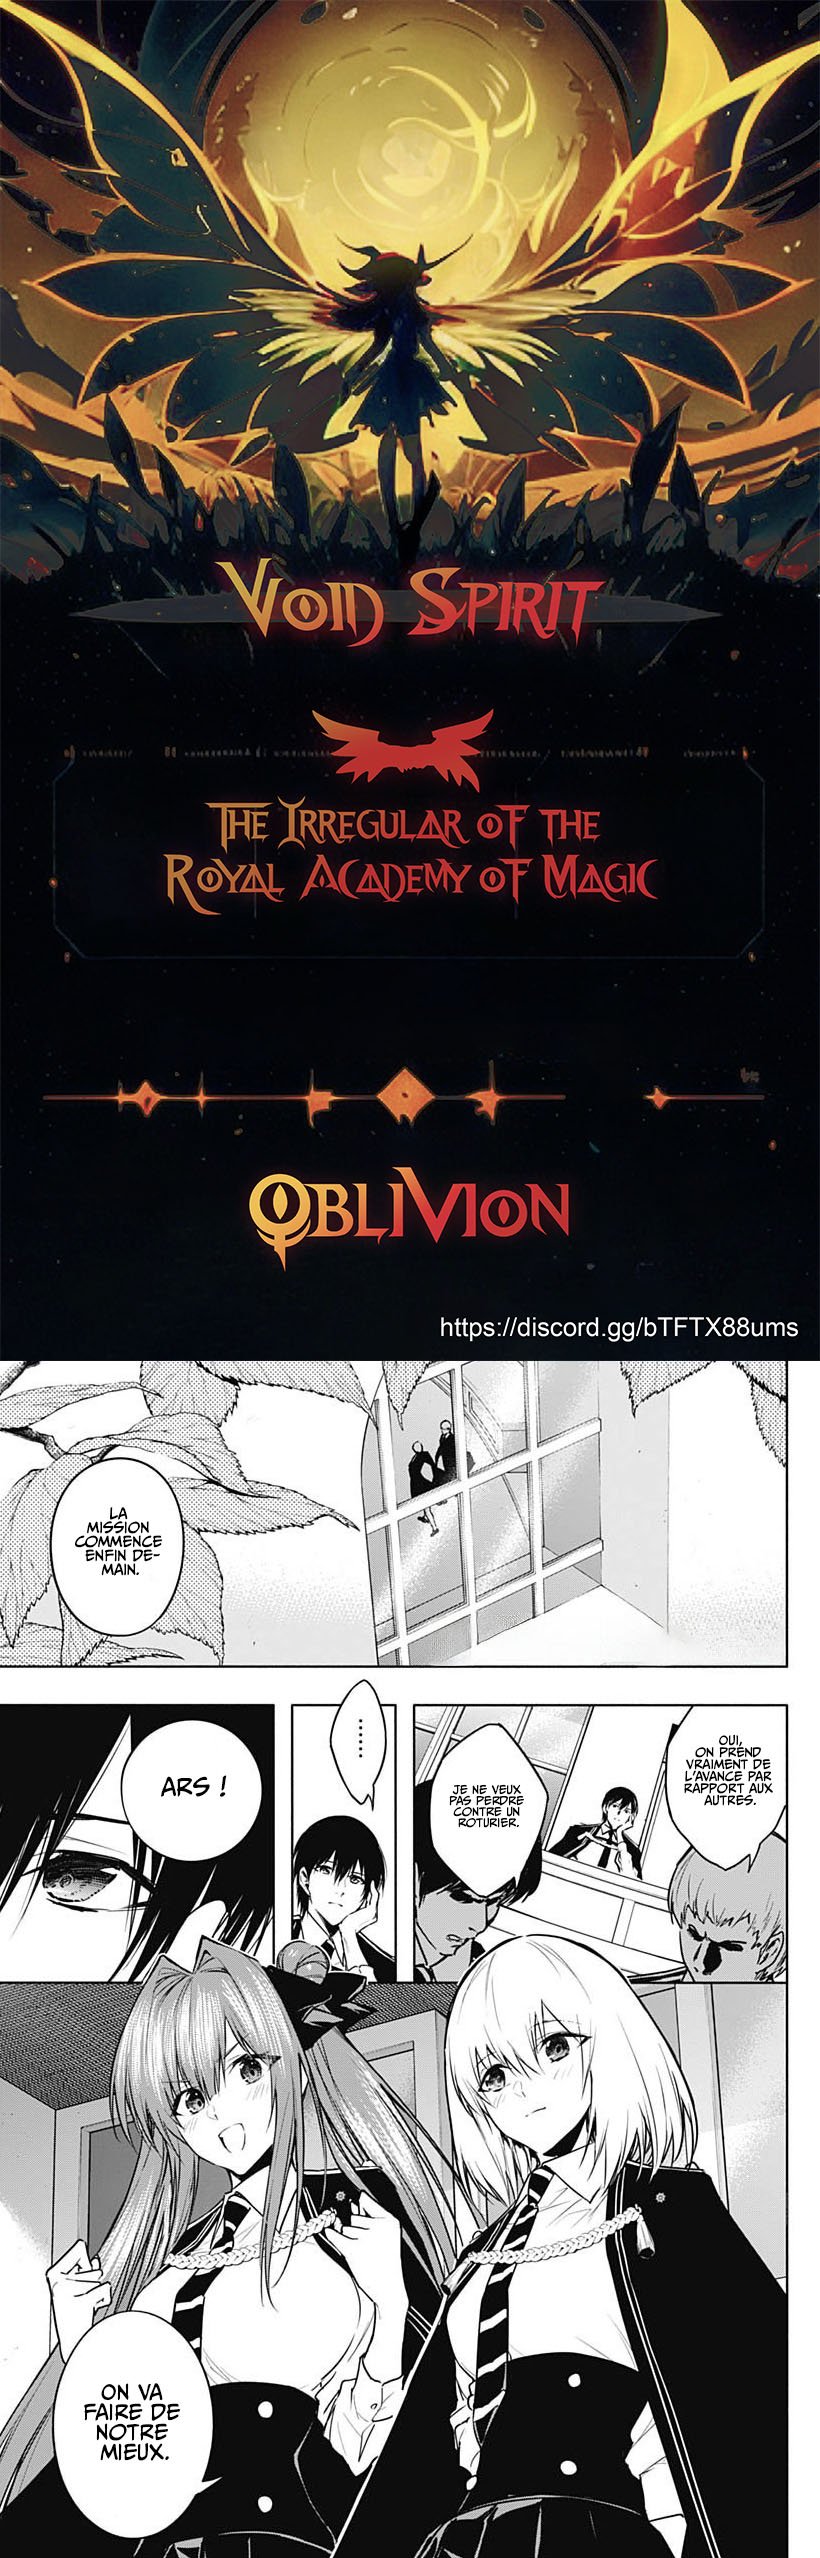 VOID SPIRIT
THE IRREGULAR OF THE
ROYAL ACADEMY OF MAGIC
OBLIVION
https://discord.gg/bTFTX88ums
LA
MISSION
COMMENCE
ENFIN DE-
MAIN.
OUI,
ON PREND
VRAIMENT DE
L'AVANCE PAR
RAPPORT AUX
AUTRES.
JE NE VEUX
PAS PERDRE
CONTRE UN
ROTURIER.
........
ARS !
ON VA
FAIRE DE
NOTRE
MIEUX.